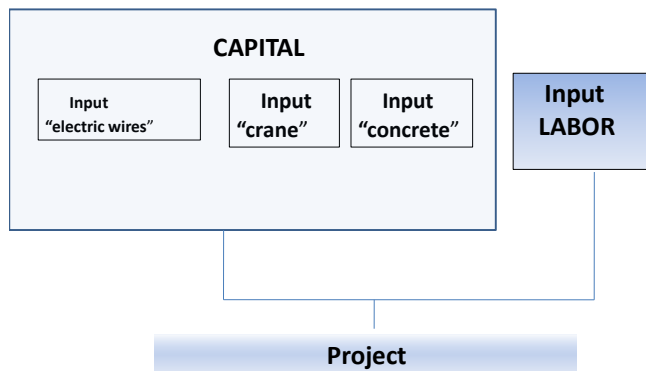 CAPITAL
Input
“electric wires”
Input
“crane”
Input
“concrete”
Input
LABOR
Project